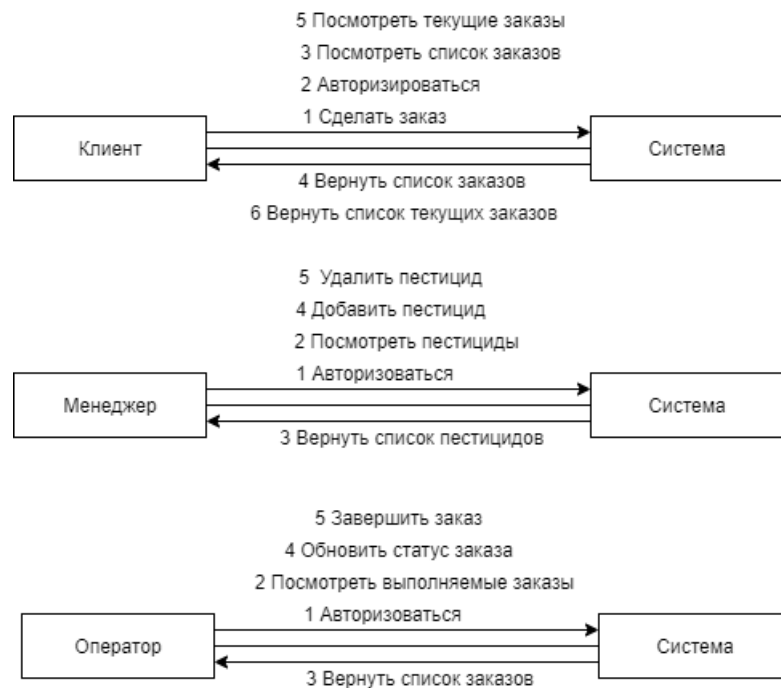 5 Посмотреть текущие заказы
3 Посмотреть список заказов
2 Авторизироваться
1 Сделать заказ
Клиент
Система
4 Вернуть список заказов
6 Вернуть список текущих заказов
5 Удалить пестицид
4 Добавить пестицид
2 Посмотреть пестициды
1 Авторизоваться
Менеджер
Система
3 Вернуть список пестицидов
5 Завершить заказ
4 Обновить статус заказа
2 Посмотреть выполняемые заказы
1 Авторизоваться
Оператор
Система
3 Вернуть список заказов